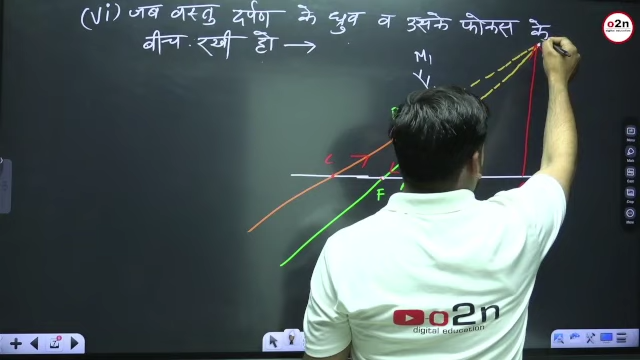 (vi) जब वस्तु दर्पण के ध्रुव व उसके फोकस के
बीच रखी हो →
M₁
C
F
o2n
digital education
o2n
digital education